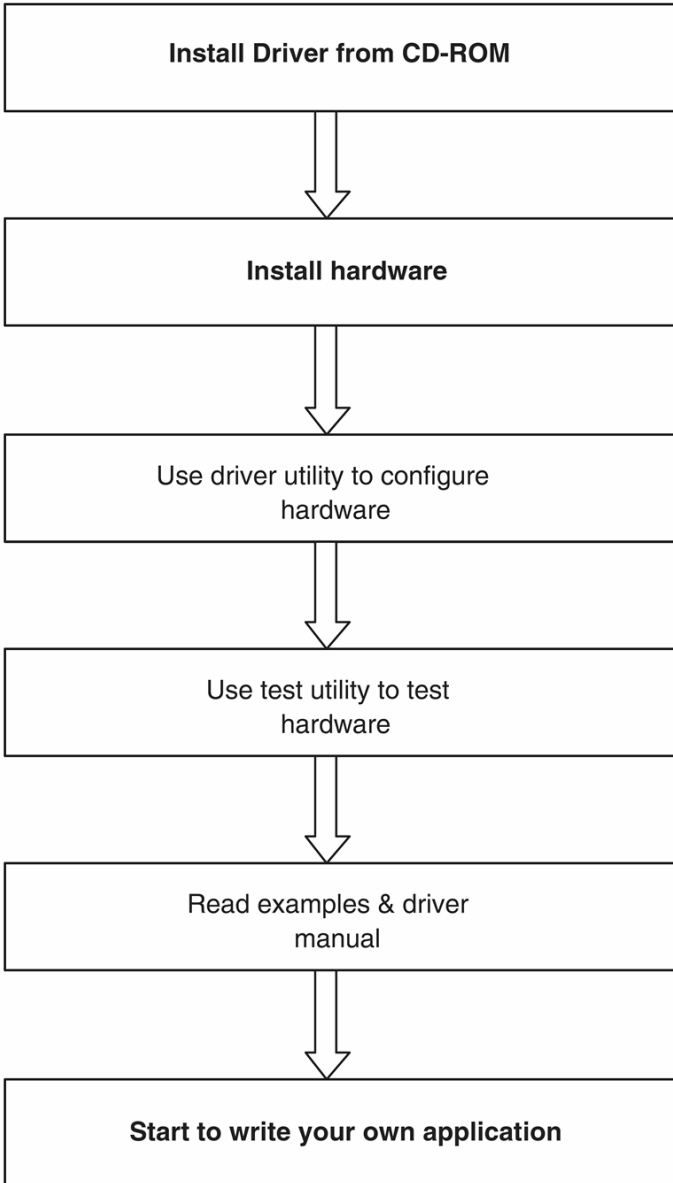 Install Driver from CD-ROM
Install hardware
Use driver utility to configure
hardware
Use test utility to test
hardware
Read examples & driver
manual
Start to write your own application